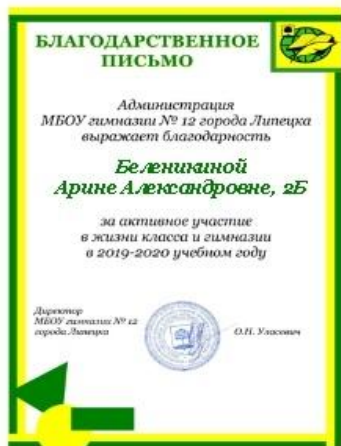 БЛАГОДАРСТВЕННОЕ
ПИСЬМО
Администрация
МБОУ гимназии № 12 города Липецка
выражает благодарность
Беленикиной
Арине Александровне, 2Б
за активное участие
в жизни класса и гимназии
в 2019-2020 учебном году
Директор
МБОУ гимназии № 12
города Липецка
О.Н. Уласевич